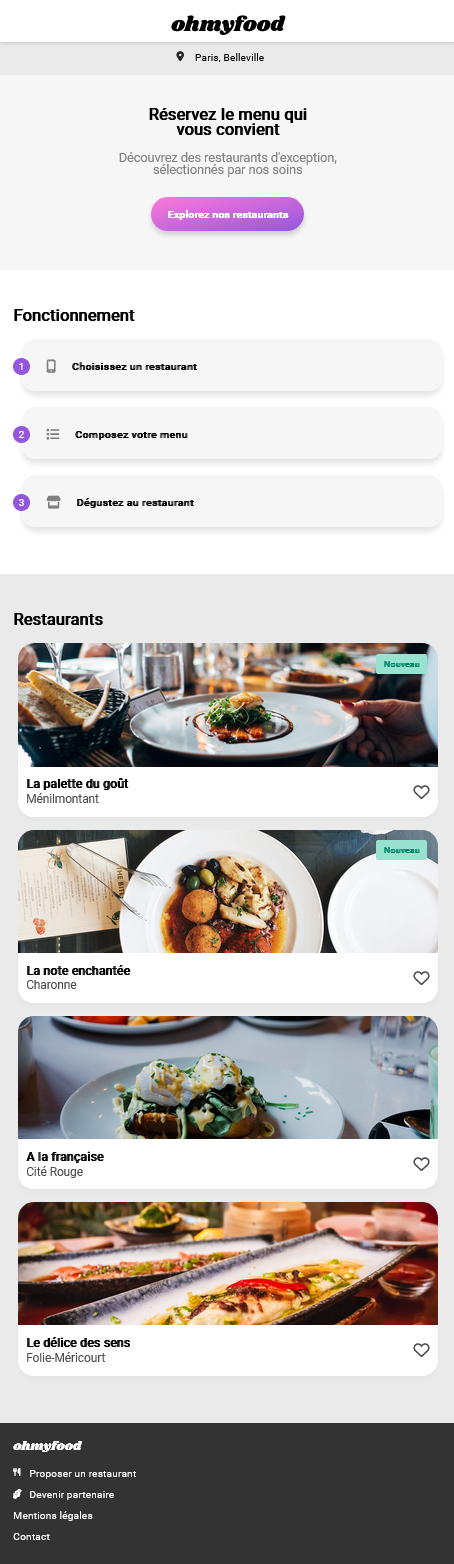 ohmyfood
Paris, Belleville
Réservez le menu qui
vous convient
Découvrez des restaurants d'exception,
sélectionnés par nos soins
Explorez nos restaurants
Fonctionnement
1 Choisissez un restaurant
2 Composez votre menu
3 Dégustez au restaurant
Restaurants
Nouveau
La palette du goût
Ménilmontant
Nouveau
La note enchantée
Charonne
A la française
Cité Rouge
Le délice des sens
Folie-Méricourt
ohmyfood
Proposer un restaurant
Devenir partenaire
Mentions légales
Contact